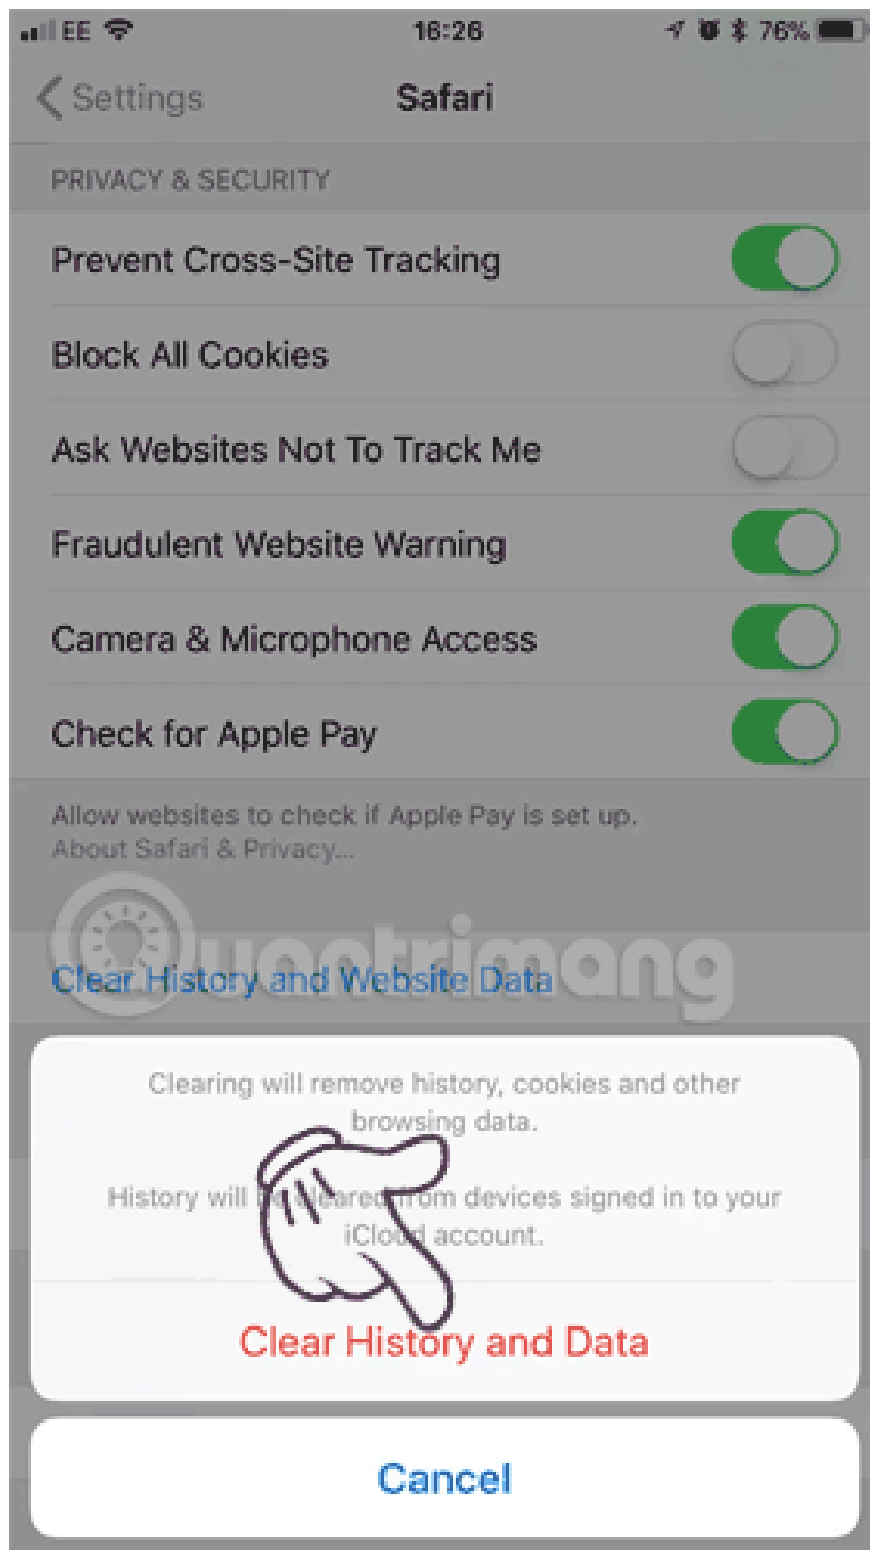 EE 16:26 76%
Settings Safari
PRIVACY & SECURITY
Prevent Cross-Site Tracking
Block All Cookies
Ask Websites Not To Track Me
Fraudulent Website Warning
Camera & Microphone Access
Check for Apple Pay
Allow websites to check if Apple Pay is set up.
About Safari & Privacy...
Quantrimang
Clear History and Website Data
Clearing will remove history, cookies and other
browsing data.
History will be cleared from devices signed in to your
iCloud account.
Clear History and Data
Cancel